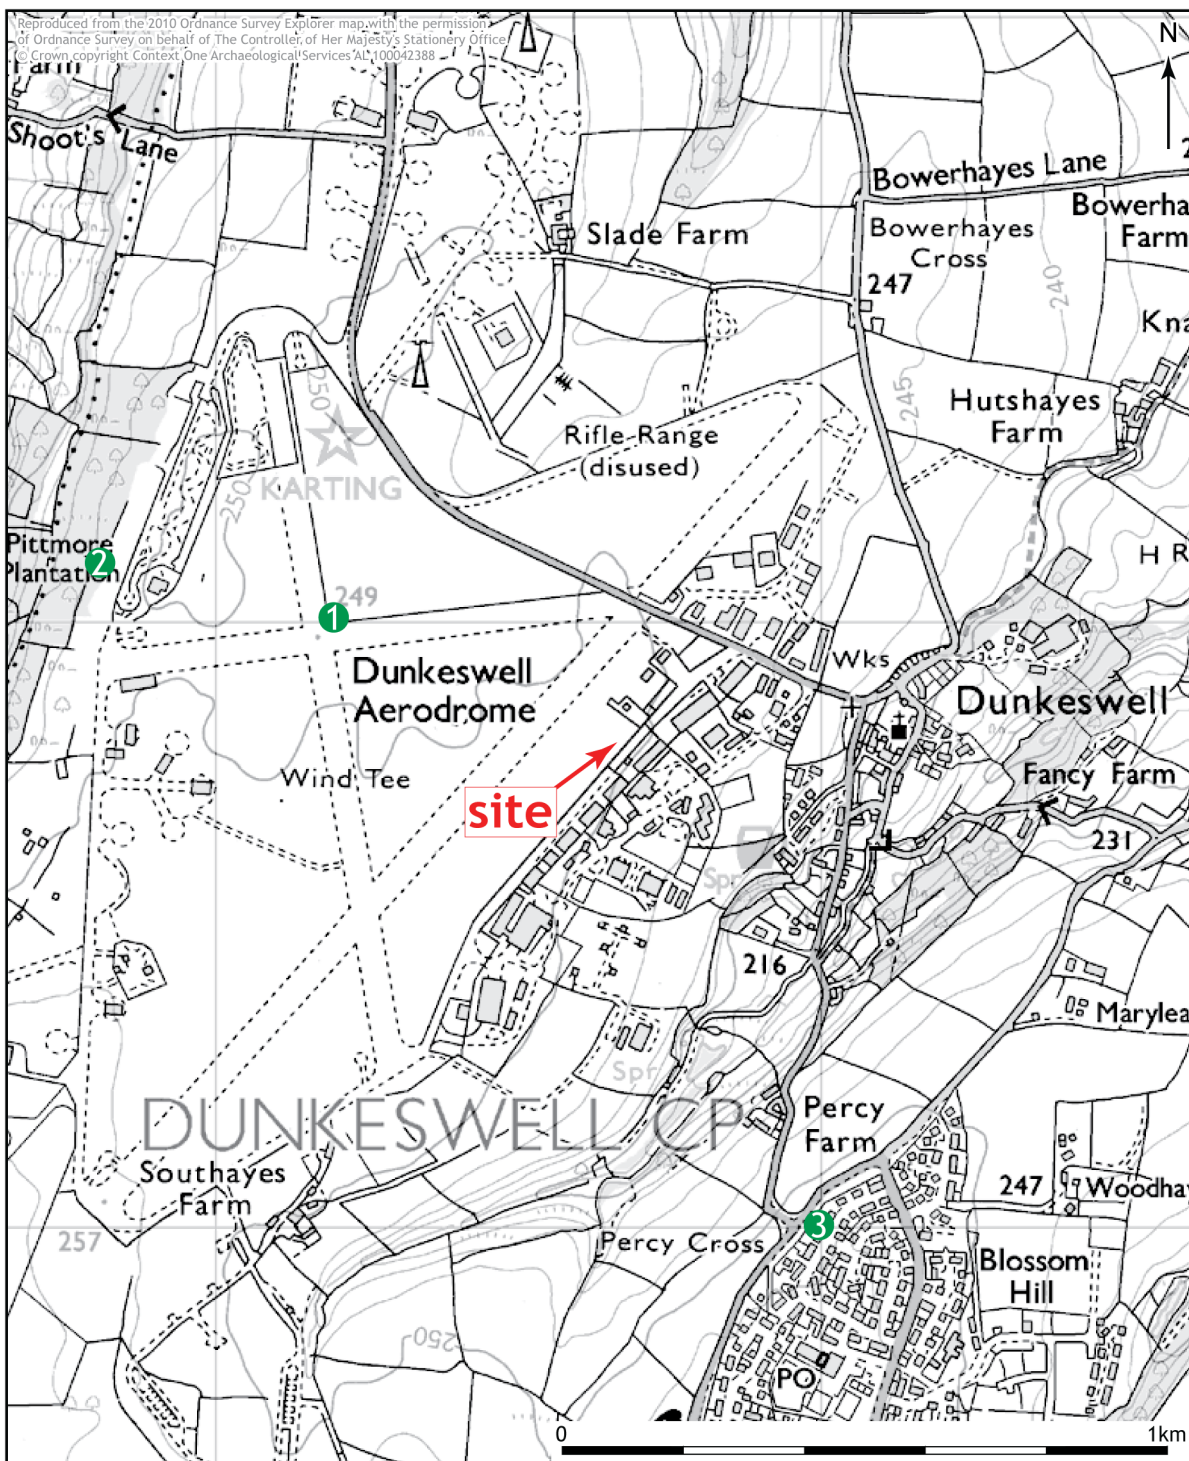 Reproduced from the 2010 Ordnance Survey Explorer map with the permission
of Ordnance Survey on behalf of The Controller of Her Majesty's Stationery Office
© Crown copyright Context One Archaeological Services AL 100042388
N
Farm
Shoot's Lane
Bowerhayes Lane
Bowerha
Farm
Slade Farm
Bowerhayes
Cross
247
240
Kna
250
245
Hutshayes
Farm
Rifle Range
(disused)
KARTING
250
Pittmore
Plantation
2
H R
1
249
Wks
Dunkeswell
Aerodrome
Dunkeswell
Wind Tee
site
Fancy Farm
231
Spr
216
Marylea
Spr
DUNKESWELL CP
Percy
Farm
Southayes
Farm
247
Woodhay
257
3
Percy Cross
Blossom
Hill
250
PO
0
1km